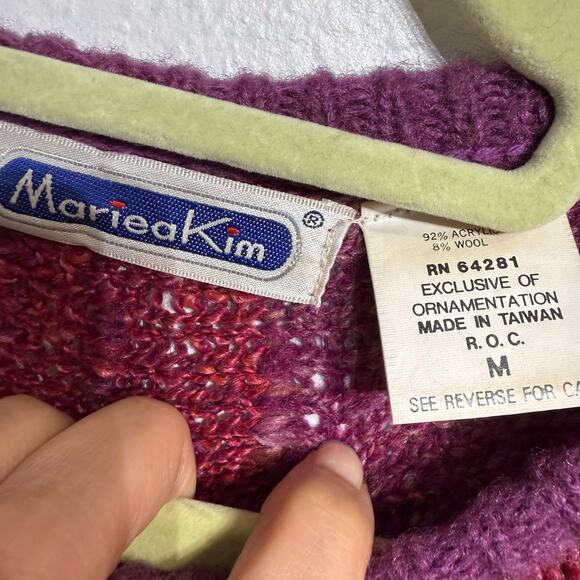 MarieaKim ®
92% ACRYLIC
8% WOOL
RN 64281
EXCLUSIVE OF
ORNAMENTATION
MADE IN TAIWAN
R. O. C.
M
SEE REVERSE FOR CA